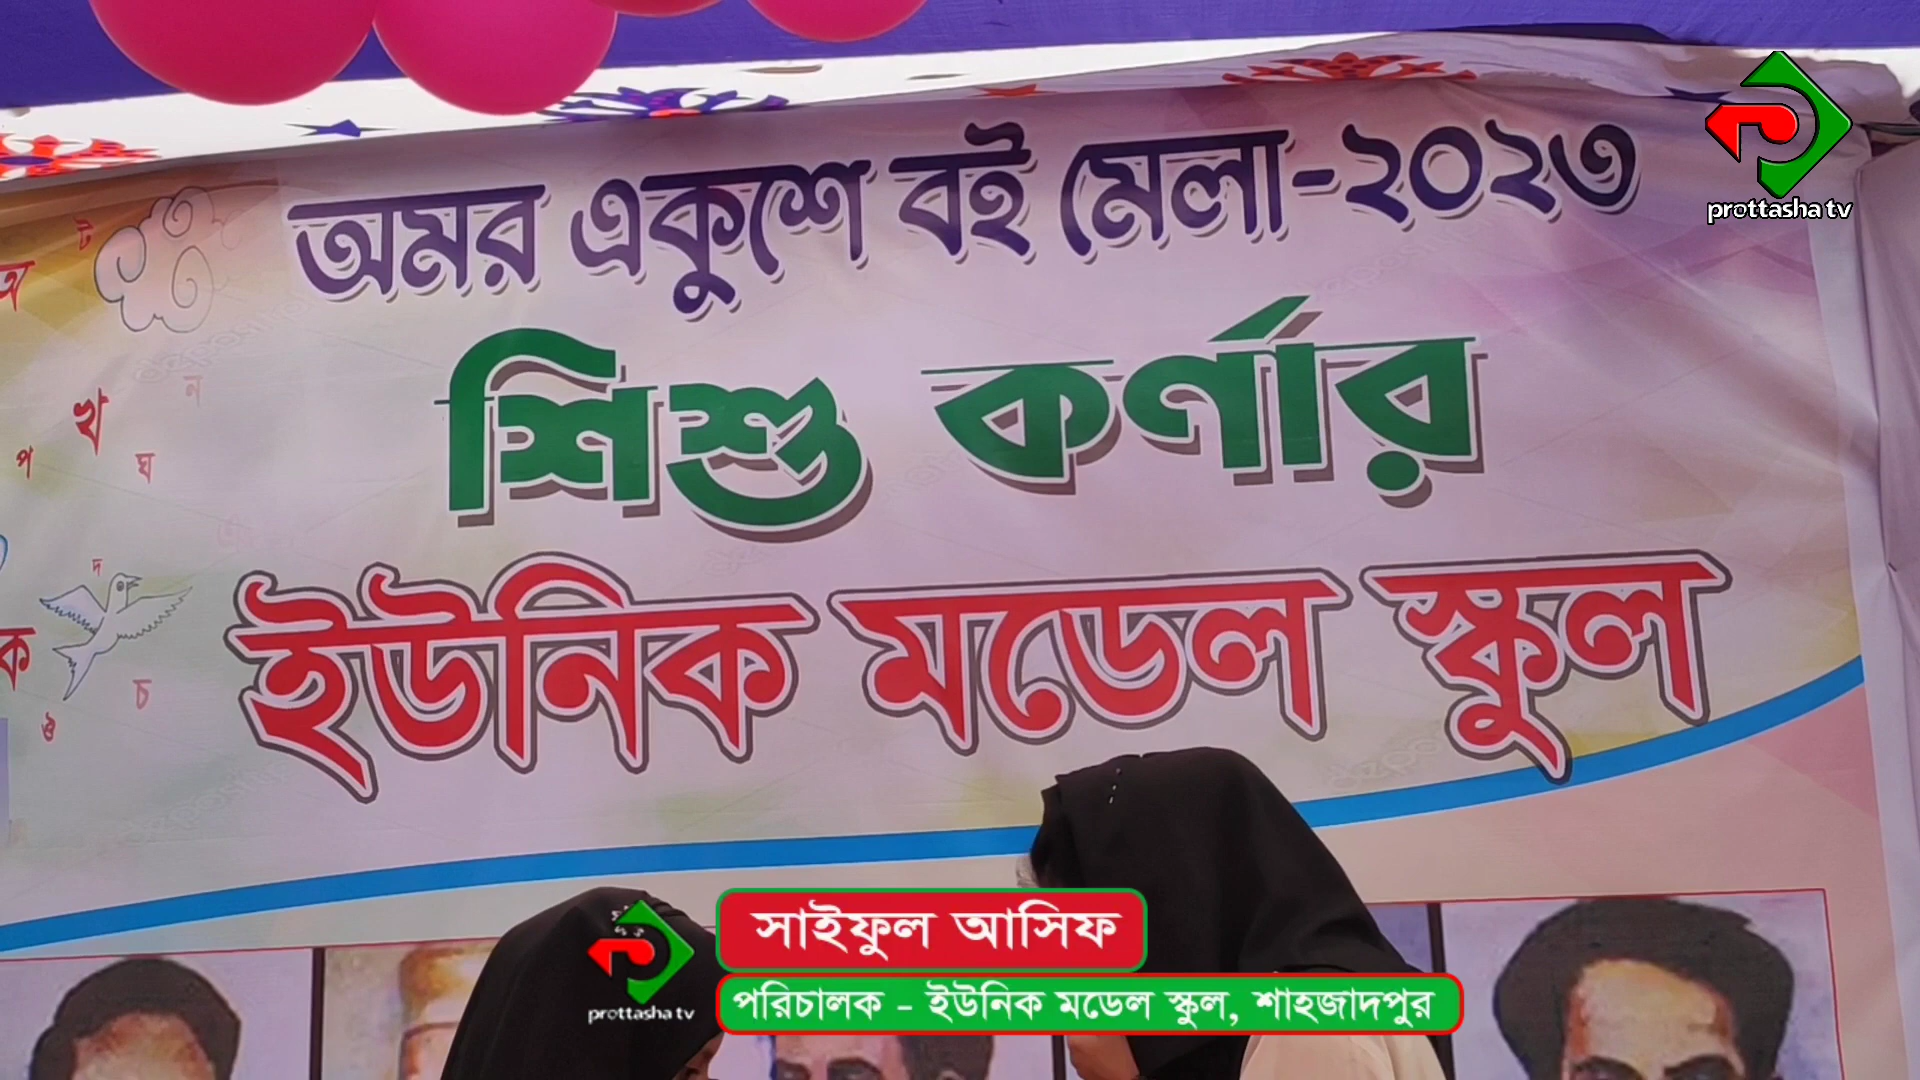 prottasha tv
অমর একুশে বই মেলা-২০২৩
শিশু কর্ণার
ইউনিক মডেল স্কুল
ট
অ
খ
ন
প
ঘ
দ
ক
চ
ঔ
prottasha tv
সাইফুল আসিফ
পরিচালক - ইউনিক মডেল স্কুল, শাহজাদপুর